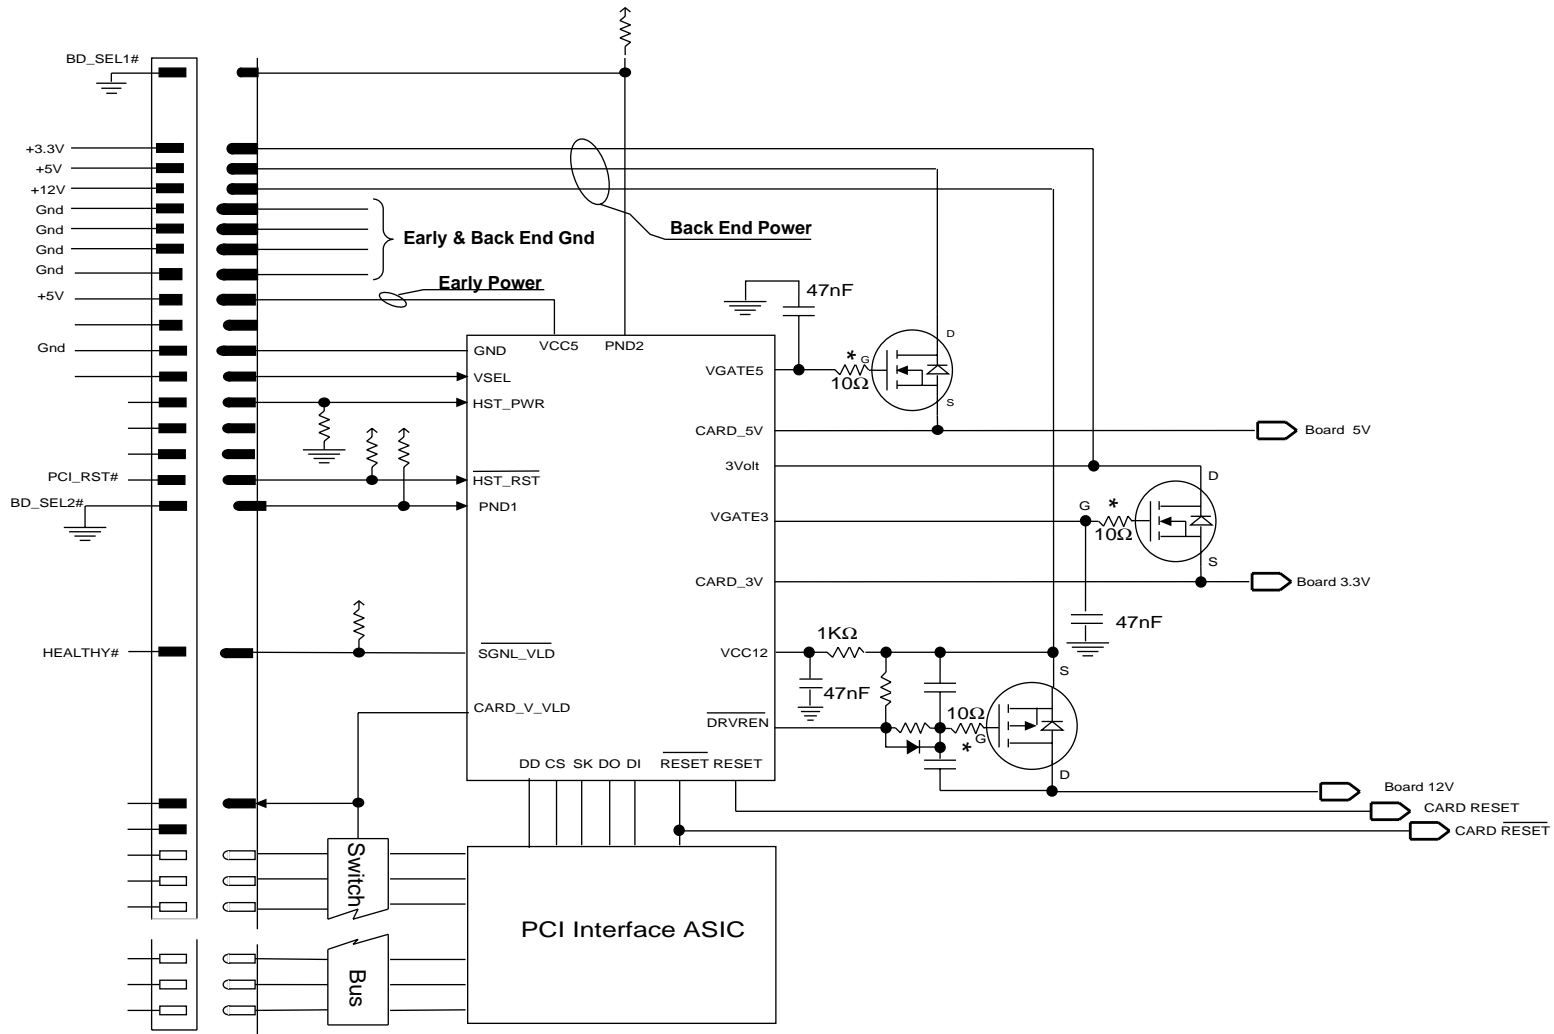 BD_SEL1#
+3.3V
+5V
+12V
Gnd
Gnd
Gnd
Gnd
+5V
Gnd
PCI_RST#
BD_SEL2#
HEALTHY#
Back End Power
Early & Back End Gnd
Early Power
VCC5 PND2
GND
VSEL
HST_PWR
HST_RST
PND1
SGNL_VLD
CARD_V_VLD
DD CS SK DO DI RESET RESET
VGATE5
CARD_5V
3Volt
VGATE3
CARD_3V
VCC12
DRVREN
47nF
* G
10Ω
D
S
Board 5V
D
G *
10Ω
S
Board 3.3V
47nF
1KΩ
47nF
S
10Ω
* G
D
Board 12V
CARD RESET
CARD RESET
Switch
Bus
PCI Interface ASIC